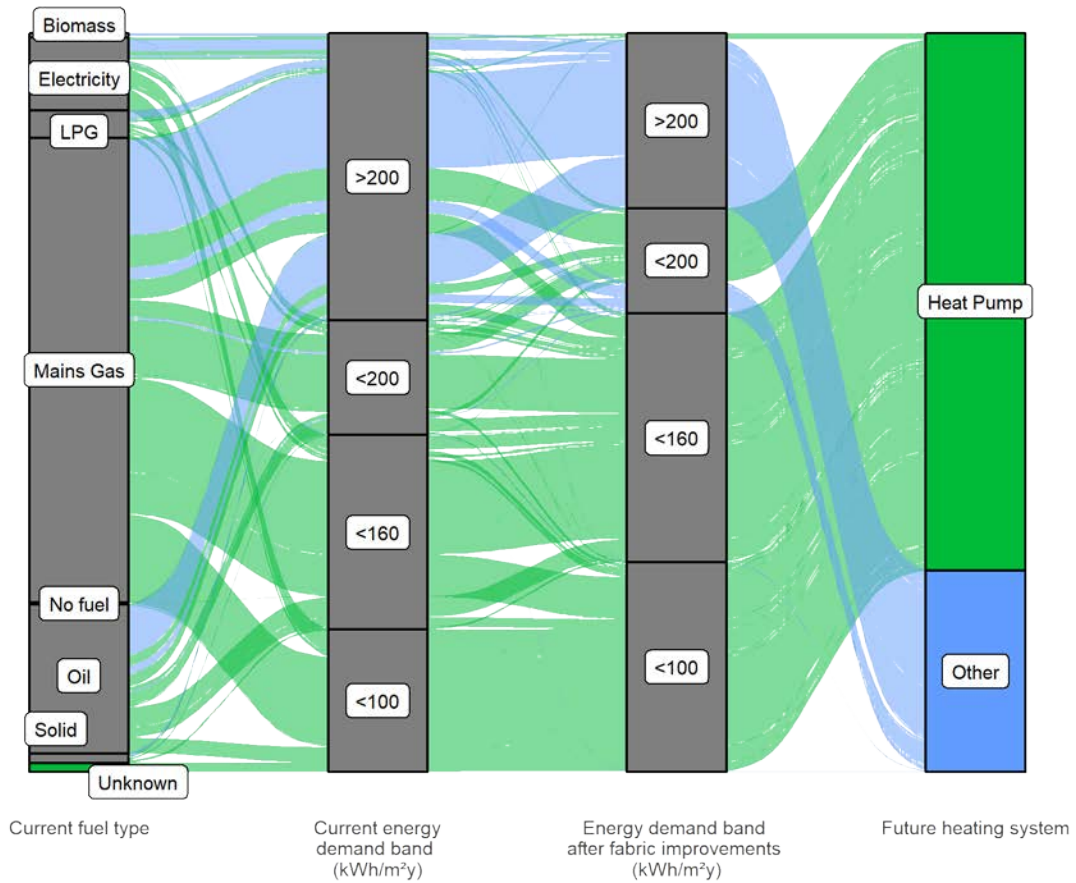 Biomass
Electricity
LPG
Mains Gas
No fuel
Oil
Solid
Unknown
>200
<200
<160
<100
>200
<200
<160
<100
Heat Pump
Other
Current fuel type
Current energy
demand band
(kWh/m²y)
Energy demand band
after fabric improvements
(kWh/m²y)
Future heating system